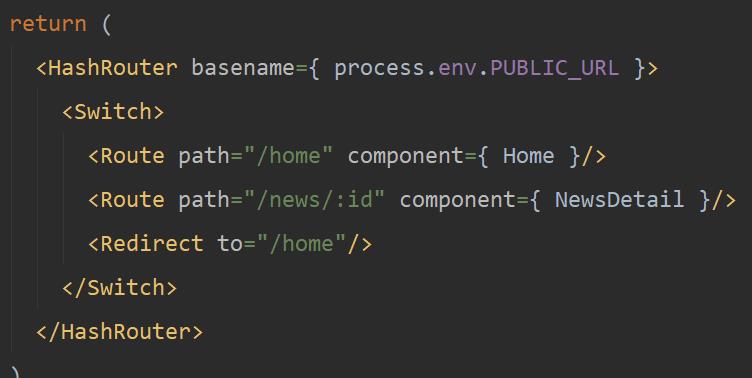 return (
<HashRouter basename={ process.env.PUBLIC_URL }>
<Switch>
<Route path="/home" component={ Home }/>
<Route path="/news/:id" component={ NewsDetail }/>
<Redirect to="/home"/>
</Switch>
</HashRouter>
)